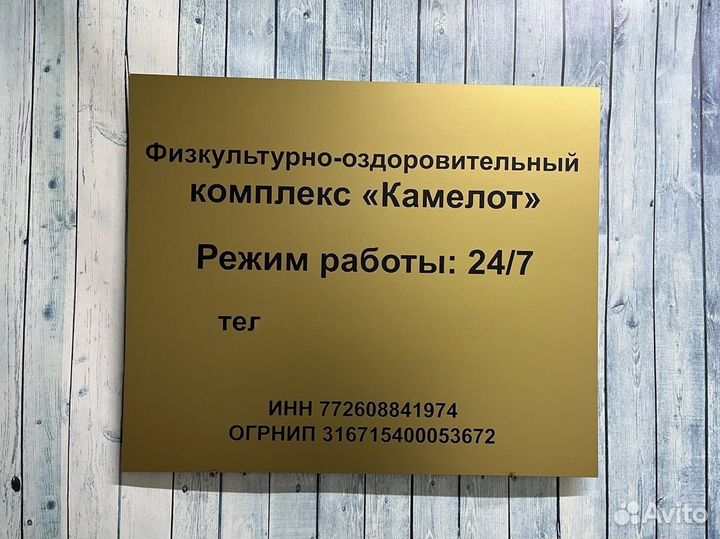 Физкультурно-оздоровительный
комплекс «Камелот»
Режим работы: 24/7
тел
ИНН 772608841974
ОГРНИП 316715400053672
Avito